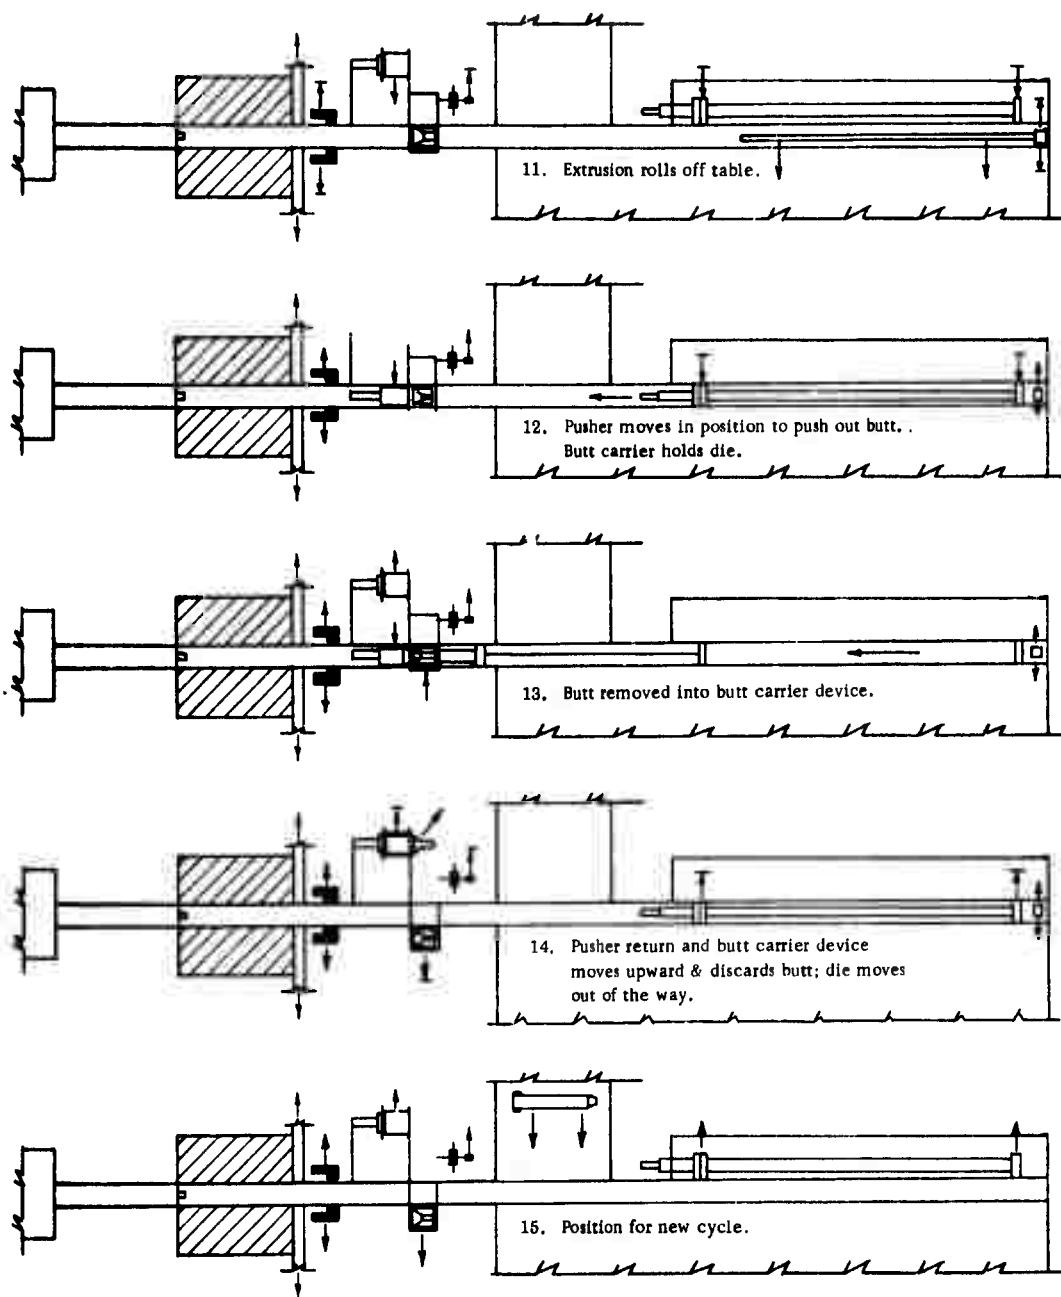 11. Extrusion rolls off table.
12. Pusher moves in position to push out butt. .
Butt carrier holds die.
13. Butt removed into butt carrier device.
14. Pusher return and butt carrier device
moves upward & discards butt; die moves
out of the way.
15. Position for new cycle.